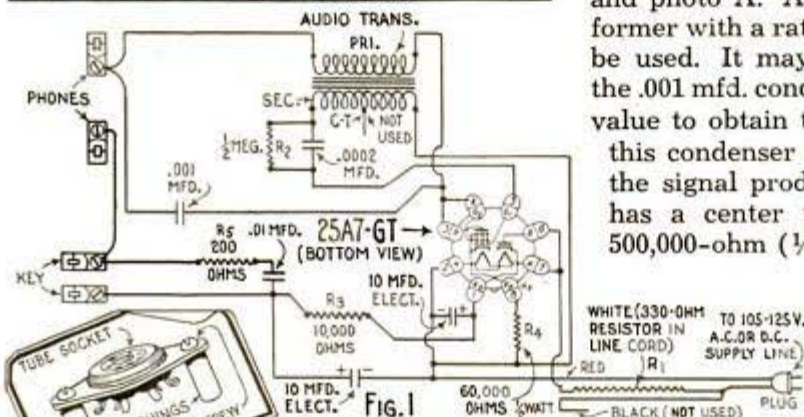 AUDIO TRANS.
PRI.
PHONES
SEC.
C-T
NOT
USED
½ MEG.
R2
.0002
MFD.
.001
MFD.
R5
200
OHMS
.01 MFD.
25A7-GT
(BOTTOM VIEW)
KEY
10 MFD.
ELECT.
R3
10,000
OHMS
R4
60,000
OHMS
WATT
10 MFD.
ELECT.
FIG.1
TUBE SOCKET
WHITE (330-OHM
RESISTOR IN
LINE CORD)
R1
RED
BLACK (NOT USED)
TO 105-125V.
A.C. OR D.C.
SUPPLY LINE
PLUG
and photo A. A
former with a rat
be used. It may
the .001 mfd. cond
value to obtain t
this condenser
the signal prod
has a center
500,000-ohm (